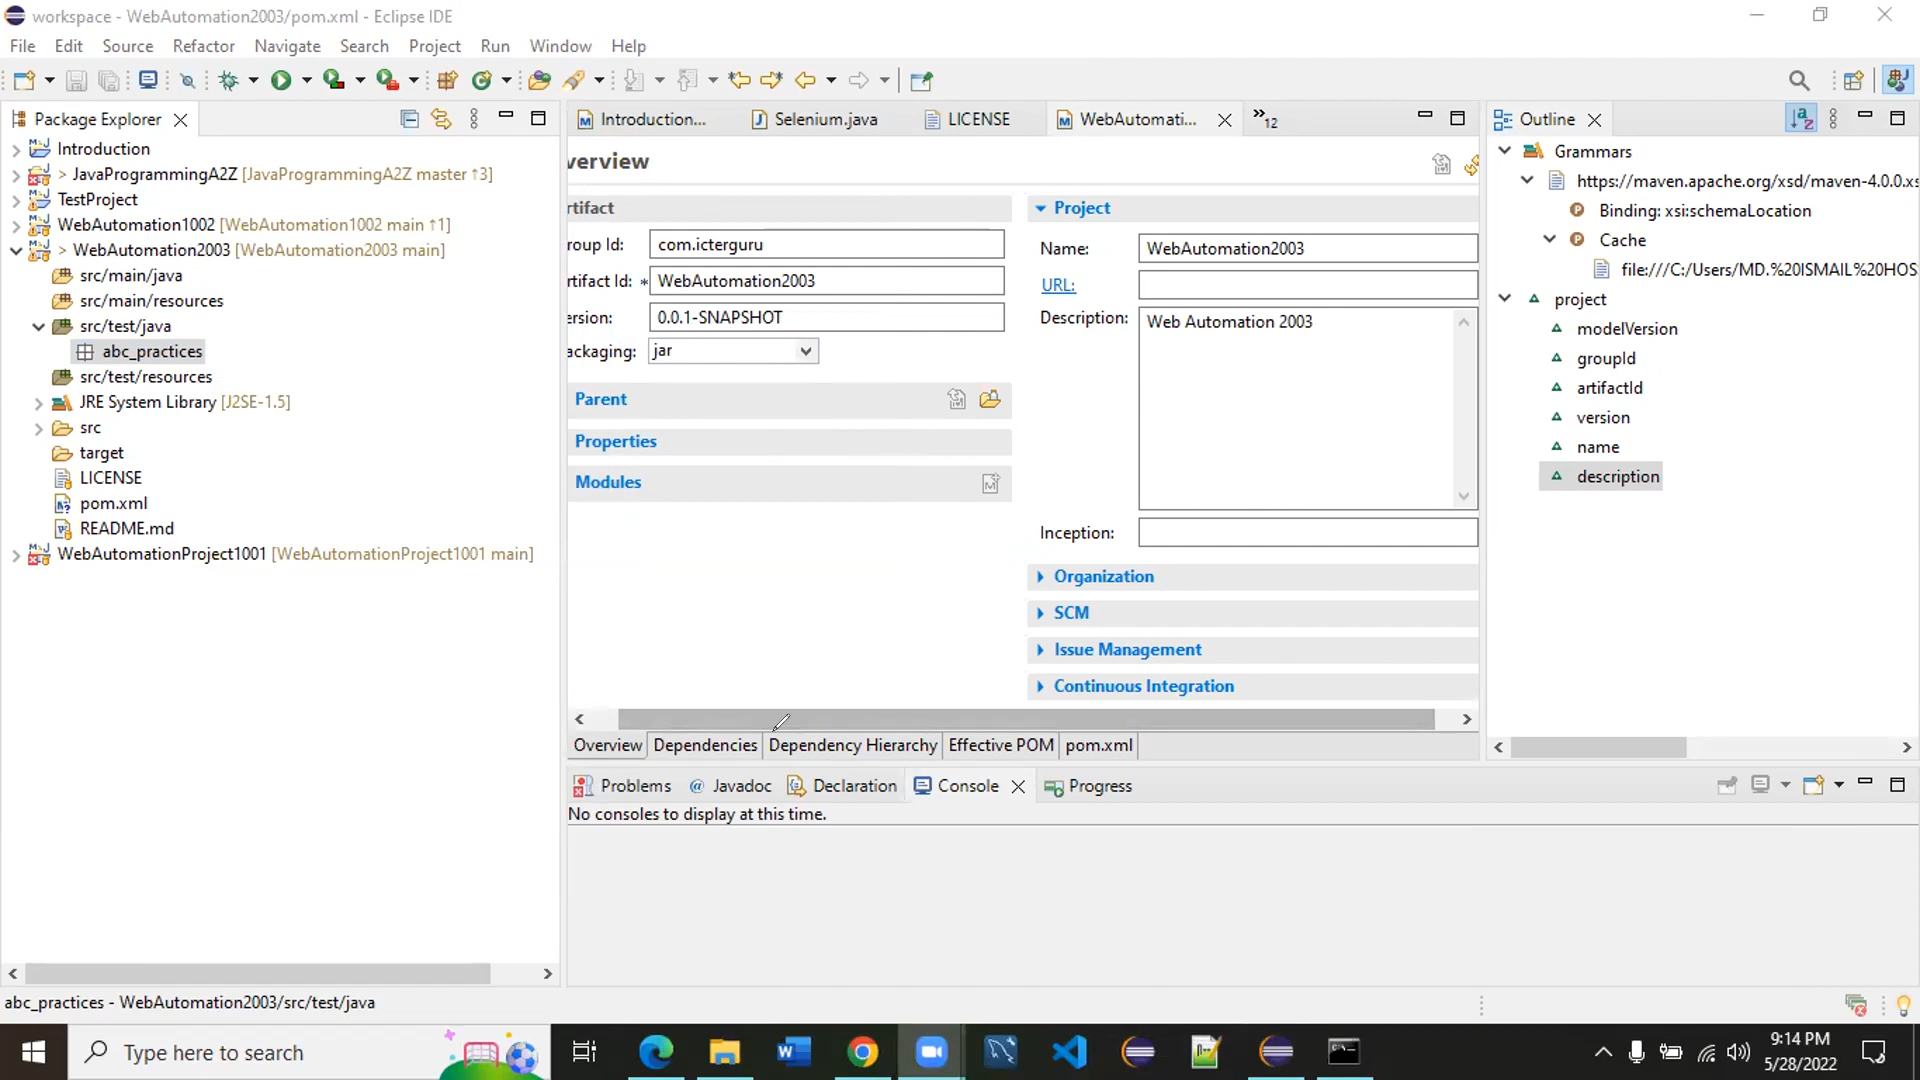 workspace - WebAutomation2003/pom.xml - Eclipse IDE
File Edit Source Refactor Navigate Search Project Run Window Help
Package Explorer
Introduction
> JavaProgrammingA2Z [JavaProgrammingA2Z master ↑3]
TestProject
WebAutomation1002 [WebAutomation1002 main ↑1]
> WebAutomation2003 [WebAutomation2003 main]
src/main/java
src/main/resources
src/test/java
abc_practices
src/test/resources
JRE System Library [J2SE-1.5]
src
target
LICENSE
pom.xml
README.md
WebAutomationProject1001 [WebAutomationProject1001 main]
Introduction... Selenium.java LICENSE WebAutomati... »12
verview
rtifact
roup Id: com.icterguru
rtifact Id: * WebAutomation2003
ersion: 0.0.1-SNAPSHOT
ackaging: jar
Parent
Properties
Modules
Project
Name: WebAutomation2003
URL:
Description: Web Automation 2003
Inception:
Organization
SCM
Issue Management
Continuous Integration
Overview Dependencies Dependency Hierarchy Effective POM pom.xml
Outline
Grammars
https://maven.apache.org/xsd/maven-4.0.0.xs
Binding: xsi:schemaLocation
Cache
file:///C:/Users/MD.%20ISMAIL%20HOS
project
modelVersion
groupId
artifactId
version
name
description
Problems @ Javadoc Declaration Console Progress
No consoles to display at this time.
abc_practices - WebAutomation2003/src/test/java
Type here to search
9:14 PM
5/28/2022